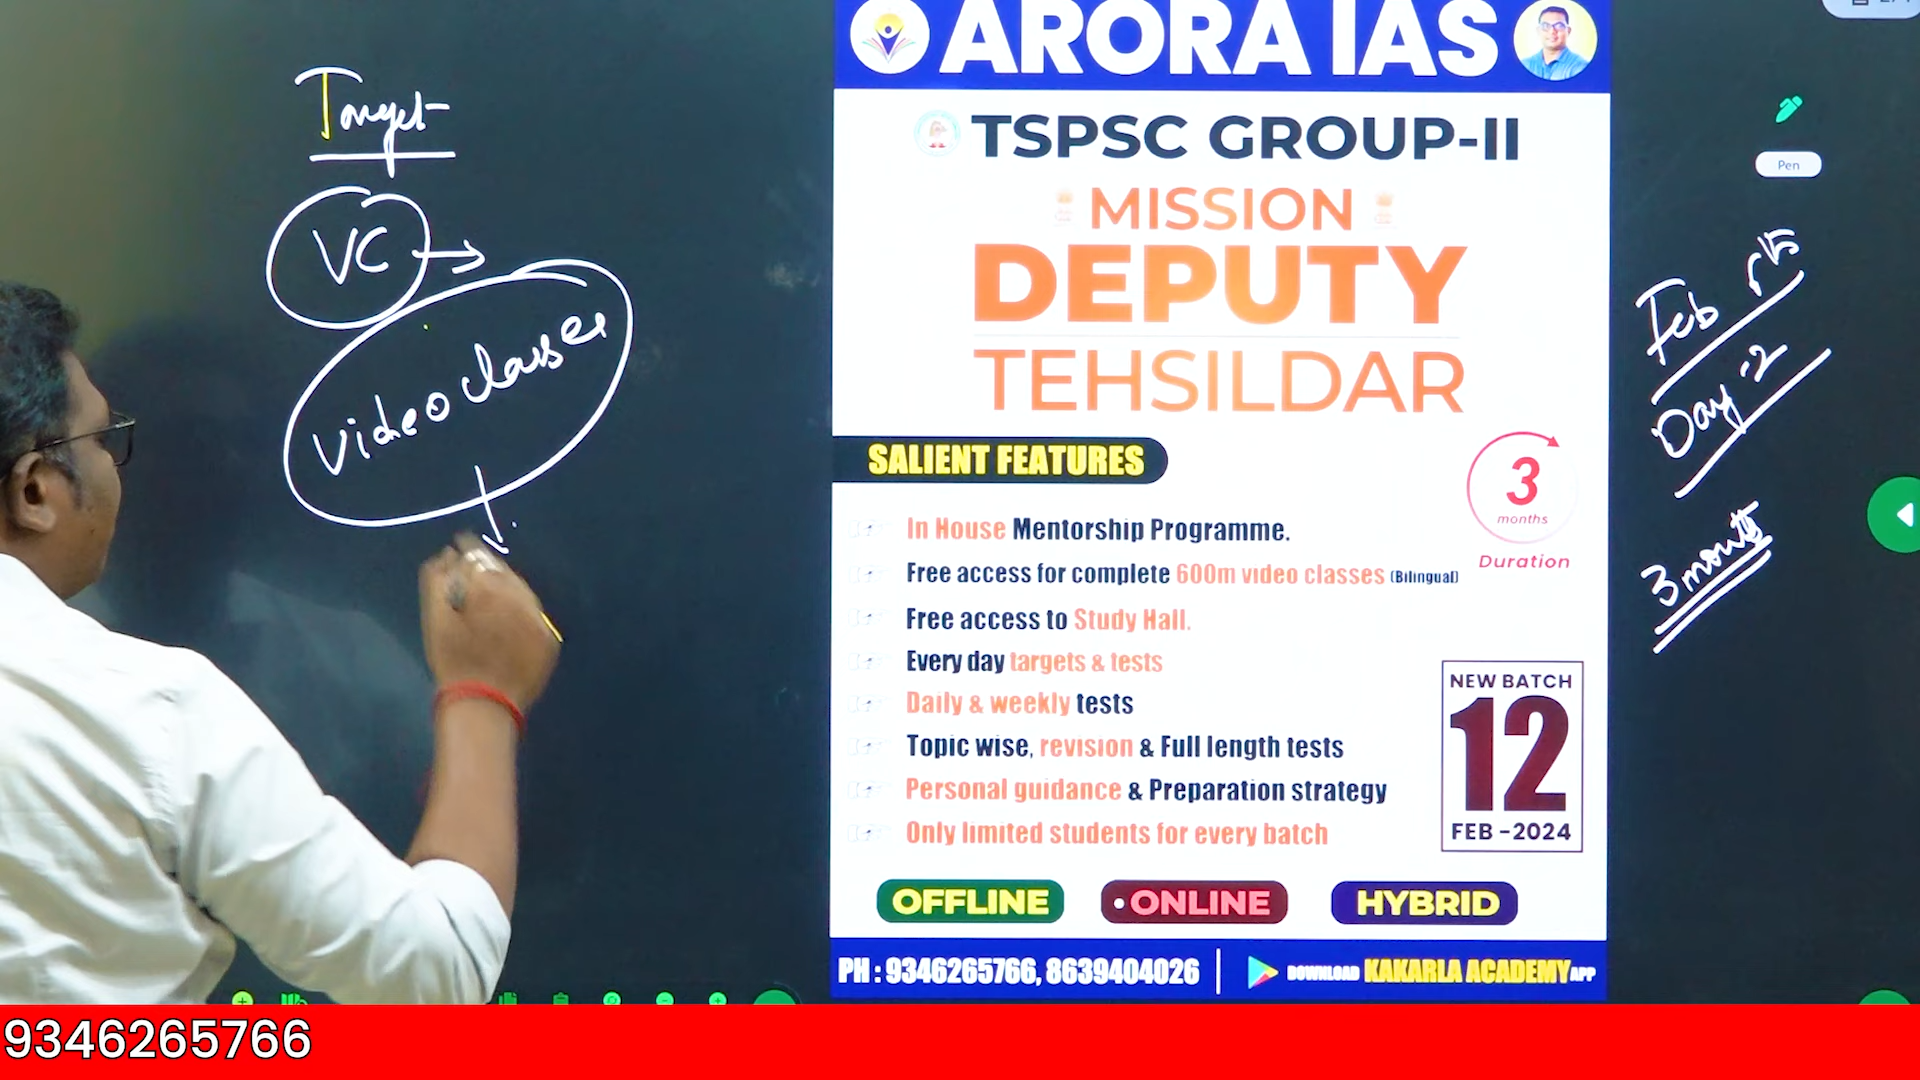 Target
VC
video classes
ARORA IAS
TSPSC GROUP-II
MISSION
DEPUTY
TEHSILDAR
SALIENT FEATURES
3
months
Duration
In House Mentorship Programme.
Free access for complete 600m video classes (Bilingual)
Free access to Study Hall.
Every day targets & tests
Daily & weekly tests
Topic wise, revision & Full length tests
Personal guidance & Preparation strategy
Only limited students for every batch
NEW BATCH
12
FEB -2024
OFFLINE
• ONLINE
HYBRID
PH : 9346265766, 8639404026
DOWNLOAD KAKARLA ACADEMY APP
Pen
Feb
Day -2
3 months
9346265766